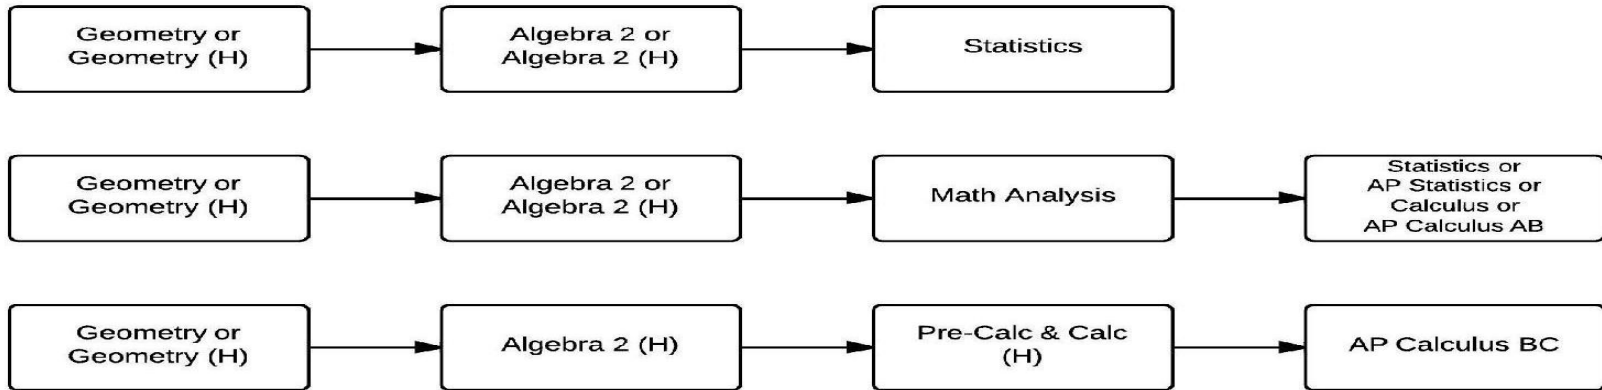 Geometry or
Geometry (H)
Algebra 2 or
Algebra 2 (H)
Statistics
Geometry or
Geometry (H)
Algebra 2 or
Algebra 2 (H)
Math Analysis
Statistics or
AP Statistics or
Calculus or
AP Calculus AB
Geometry or
Geometry (H)
Algebra 2 (H)
Pre-Calc & Calc
(H)
AP Calculus BC